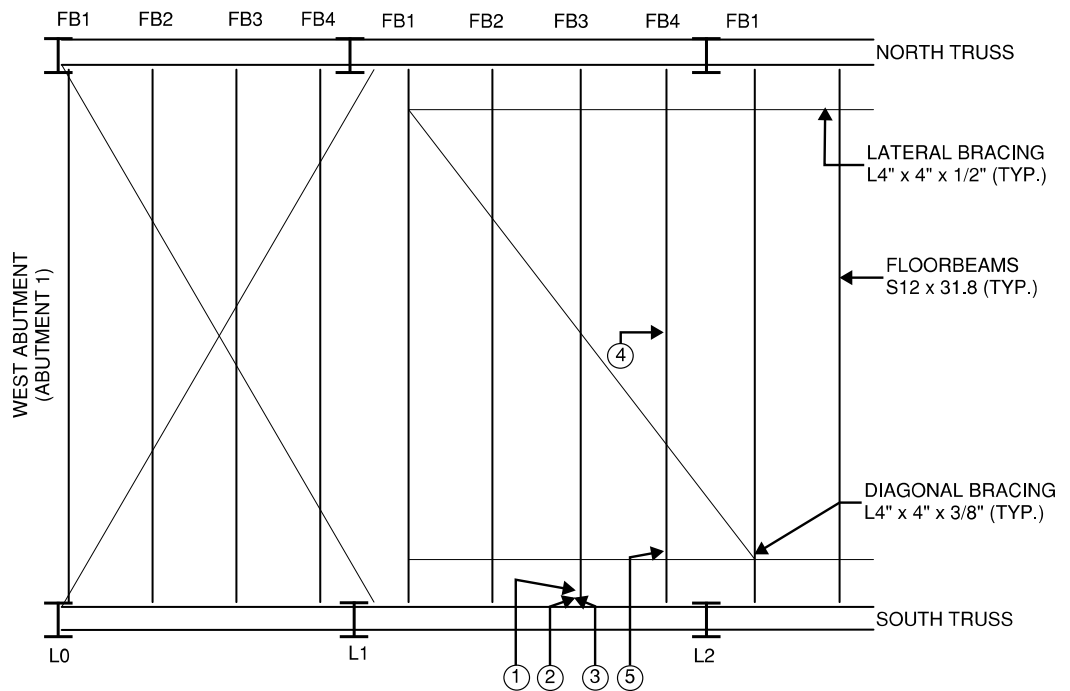 FB1 FB2 FB3 FB4 FB1 FB2 FB3 FB4 FB1
NORTH TRUSS
LATERAL BRACING
L4" x 4" x 1/2" (TYP.)
WEST ABUTMENT
(ABUTMENT 1)
FLOORBEAMS
S12 x 31.8 (TYP.)
4
DIAGONAL BRACING
L4" x 4" x 3/8" (TYP.)
SOUTH TRUSS
L0 L1 L2
1 2 3 5